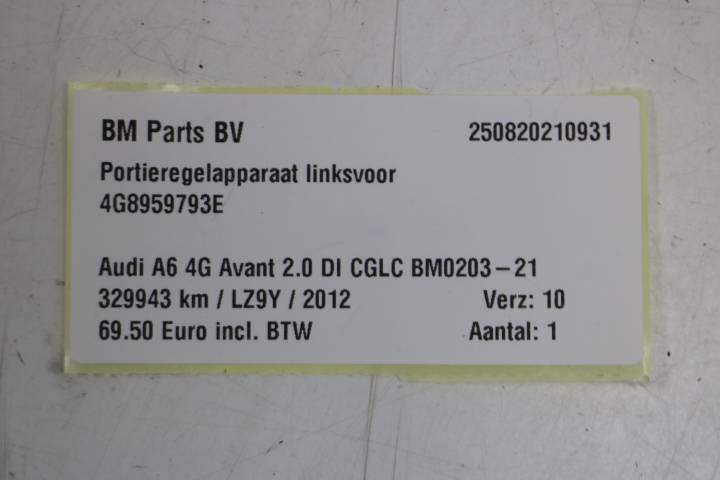 BM Parts BV 250820210931
Portieregelapparaat linksvoor
4G8959793E
Audi A6 4G Avant 2.0 DI CGLC BM0203-21
329943 km / LZ9Y / 2012 Verz: 10
69.50 Euro incl. BTW Aantal: 1